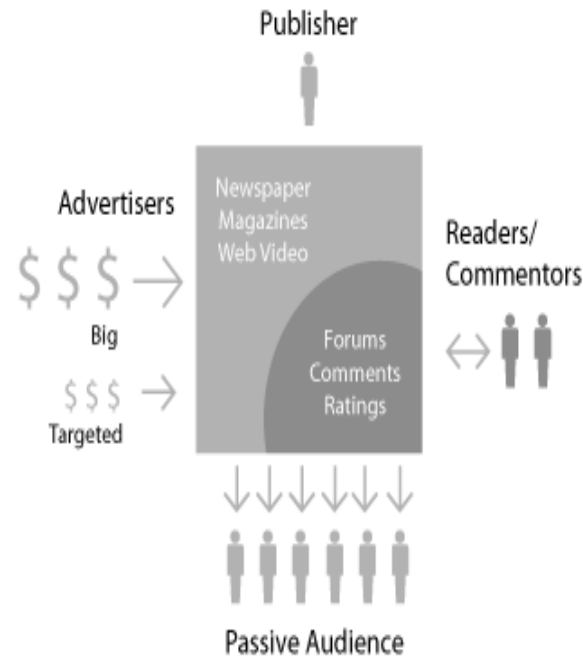 Publisher
Advertisers
$ $ $
Big
$ $ $
Targeted
Newspaper
Magazines
Web Video
Forums
Comments
Ratings
Readers/
Commentors
Passive Audience